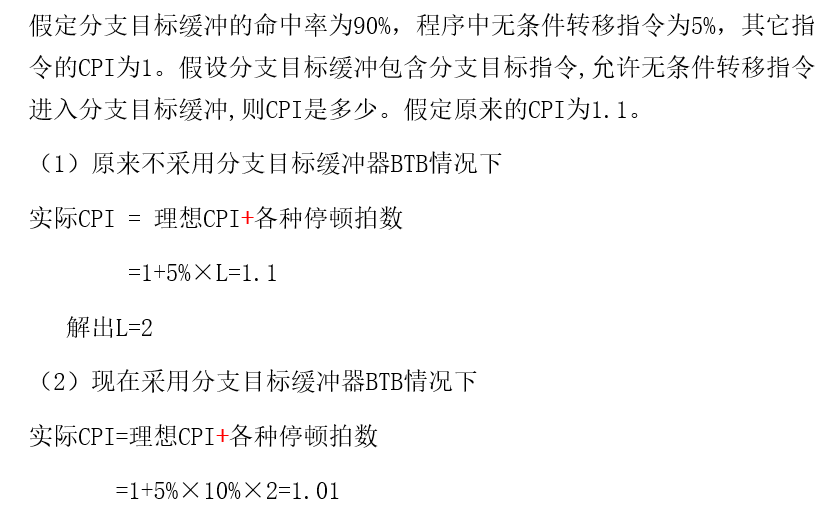 假定分支目标缓冲的命中率为90%，程序中无条件转移指令为5%，其它指
令的CPI为1。假设分支目标缓冲包含分支目标指令,允许无条件转移指令
进入分支目标缓冲,则CPI是多少。假定原来的CPI为1.1。
（1）原来不采用分支目标缓冲器BTB情况下
实际CPI = 理想CPI+各种停顿拍数
=1+5%×L=1.1
解出L=2
（2）现在采用分支目标缓冲器BTB情况下
实际CPI=理想CPI+各种停顿拍数
=1+5%×10%×2=1.01